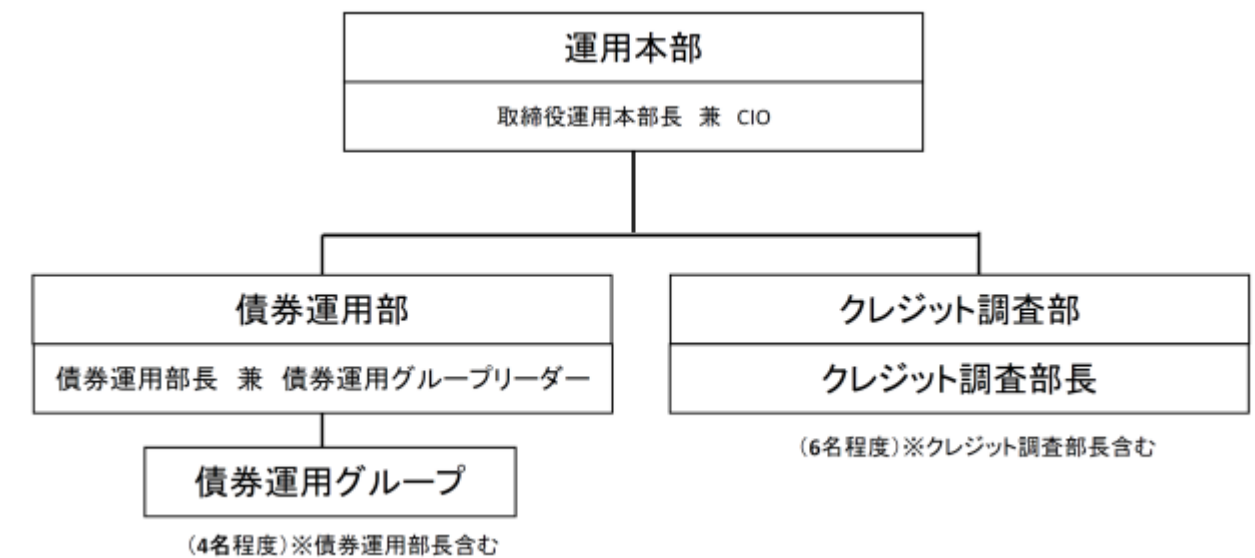 運用本部
取締役運用本部長 兼 CIO
債券運用部
債券運用部長 兼 債券運用グループリーダー
クレジット調査部
クレジット調査部長
（6名程度）※クレジット調査部長含む
債券運用グループ
（4名程度）※債券運用部長含む